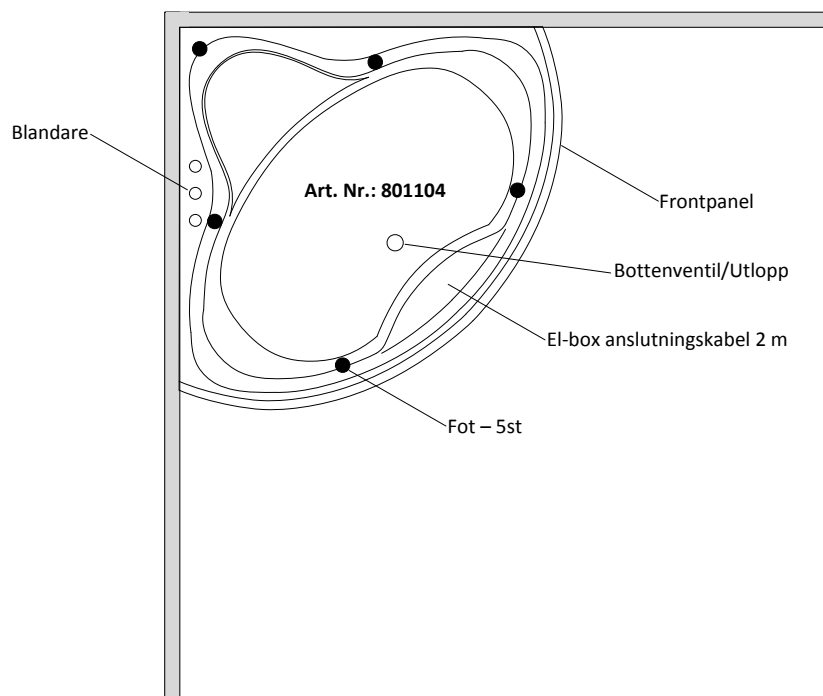 Blandare
Art. Nr.: 801104
Frontpanel
Bottenventil/Utlopp
El-box anslutningskabel 2 m
Fot – 5st